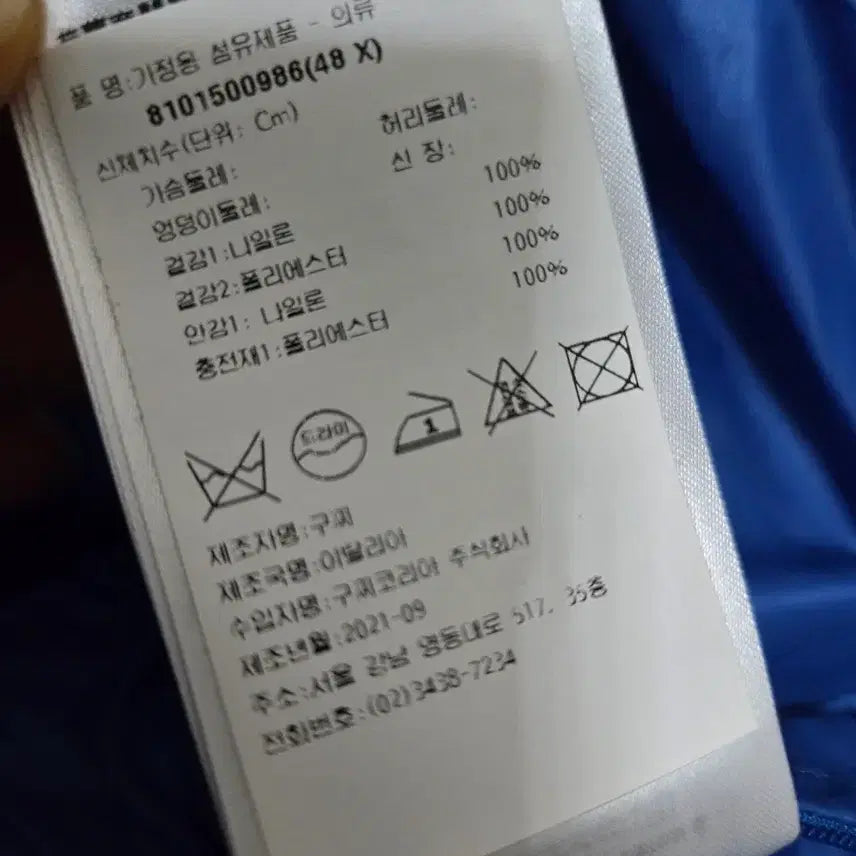 품 명:가정용 섬유제품 - 의류
8101500986(48 X)
신체치수(단위: Cm)
가슴둘레: 허리둘레:
엉덩이둘레: 신 장:
겉감1:나일론 100%
겉감2:폴리에스터 100%
안감1: 나일론 100%
충전재1:폴리에스터 100%
드라이
1
제조자명:구찌
제조국명:이탈리아
수입자명:구찌코리아 주식회사
제조년월:2021-09
주소:서울 강남 영동대로 517, 35층
전화번호:(02)3438-7234